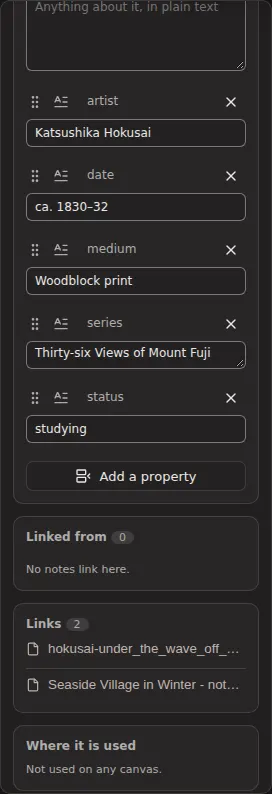 Anything about it, in plain text
artist
Katsushika Hokusai
date
ca. 1830–32
medium
Woodblock print
series
Thirty-six Views of Mount Fuji
status
studying
Add a property
Linked from 0
No notes link here.
Links 2
hokusai-under_the_wave_off_...
Seaside Village in Winter - not...
Where it is used
Not used on any canvas.